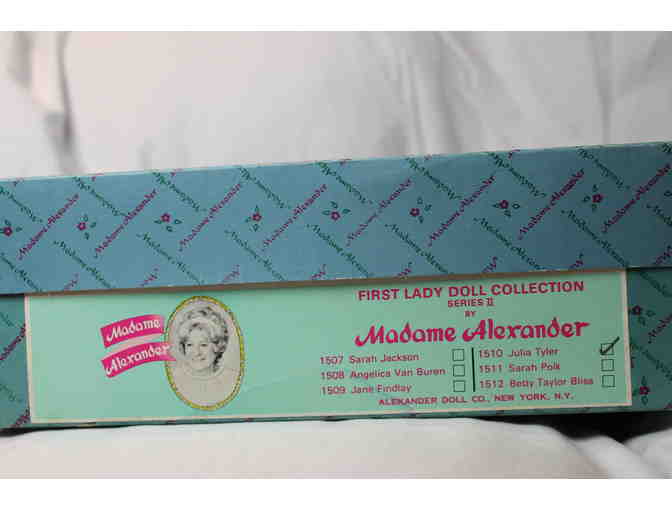 Madame Alexander
Madame
Alexander
FIRST LADY DOLL COLLECTION
SERIES II
BY
Madame Alexander
1507 Sarah Jackson
1508 Angelica Van Buren
1509 Jane Findlay
1510 Julia Tyler
1511 Sarah Polk
1512 Betty Taylor Bliss
ALEXANDER DOLL CO., NEW YORK, N.Y.